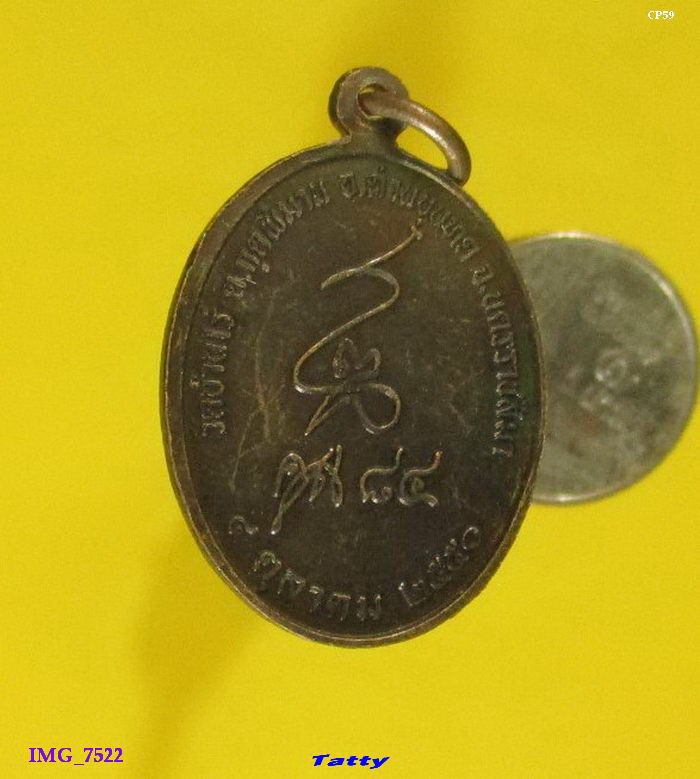 CP59
วัดบ้านไร่ ต.กุดพิมาน อ.ด่านขุนทด จ.นครราชสีมา
๘๔
๒ ตุลาคม ๒๕๕๐
IMG_7522
Tatty